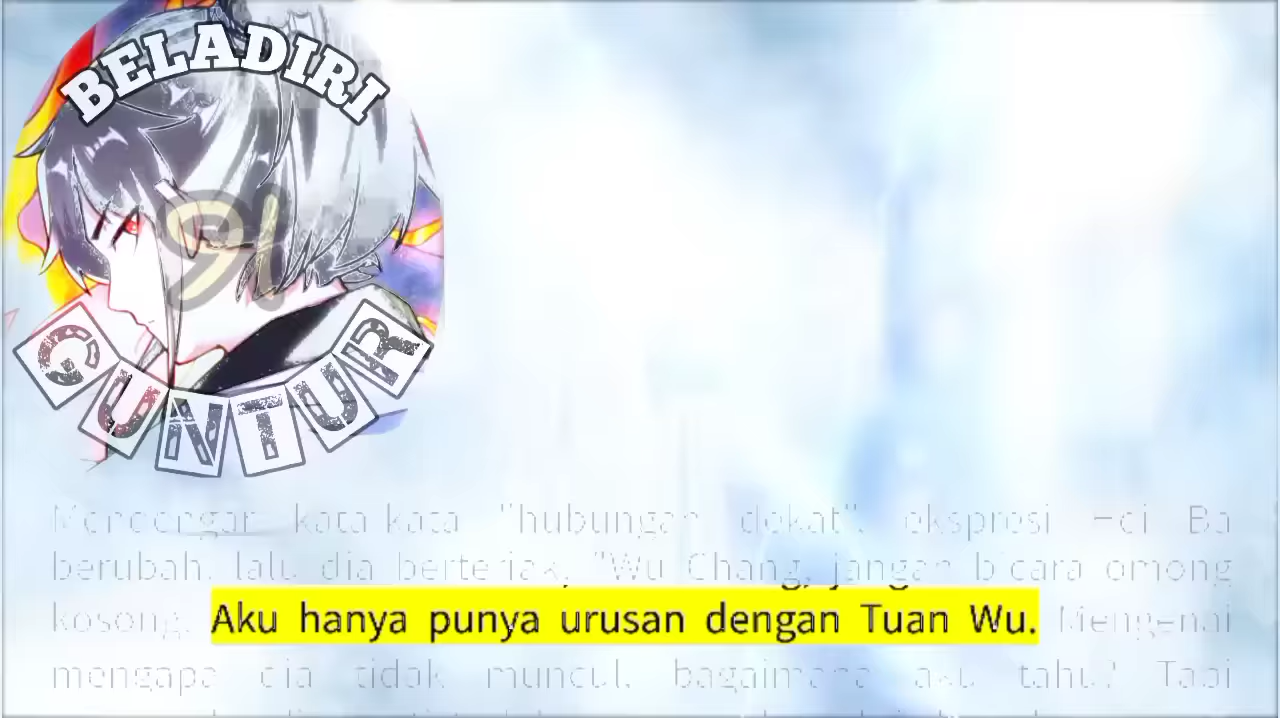 BELADIRI
GUNTUR
Mendengar kata-kata "hubungan dekat", ekspresi Hei Ba
berubah, lalu dia berteriak, "Wu Chang, jangan bicara omong
kosong. Aku hanya punya urusan dengan Tuan Wu. Mengenai
mengapa dia tidak muncul, bagaimana aku tahu? Tapi